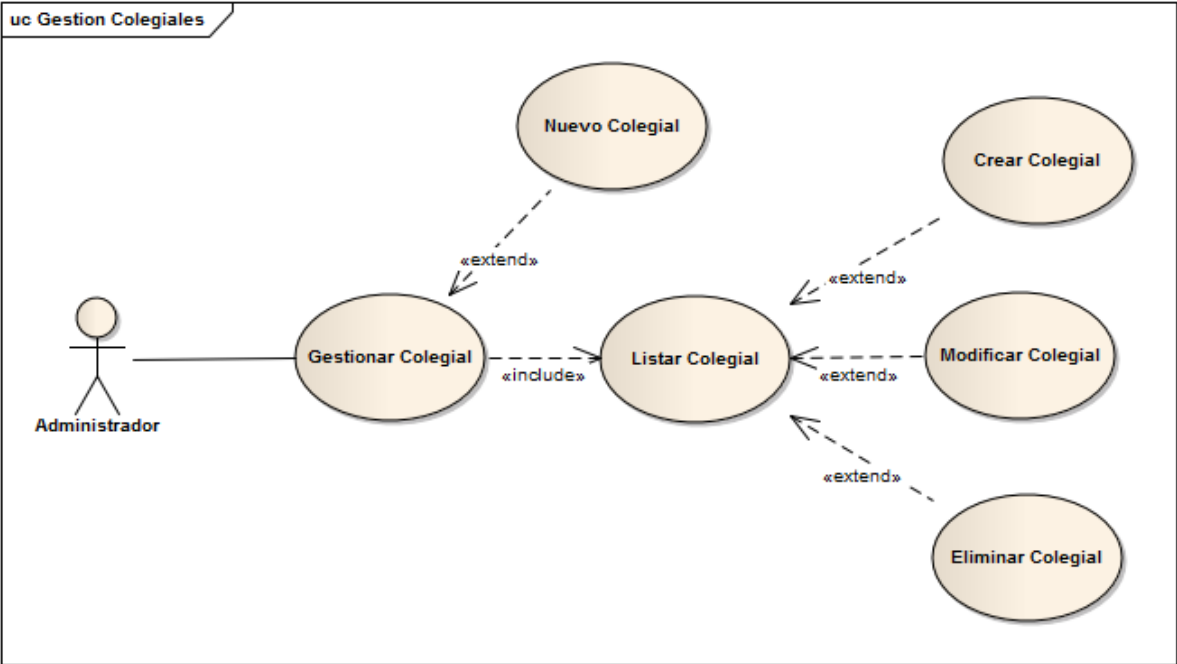 uc Gestion Colegiales
Nuevo Colegial
Crear Colegial
«extend»
«extend»
Gestionar Colegial
«include»
Listar Colegial
«extend»
Modificar Colegial
Administrador
«extend»
Eliminar Colegial